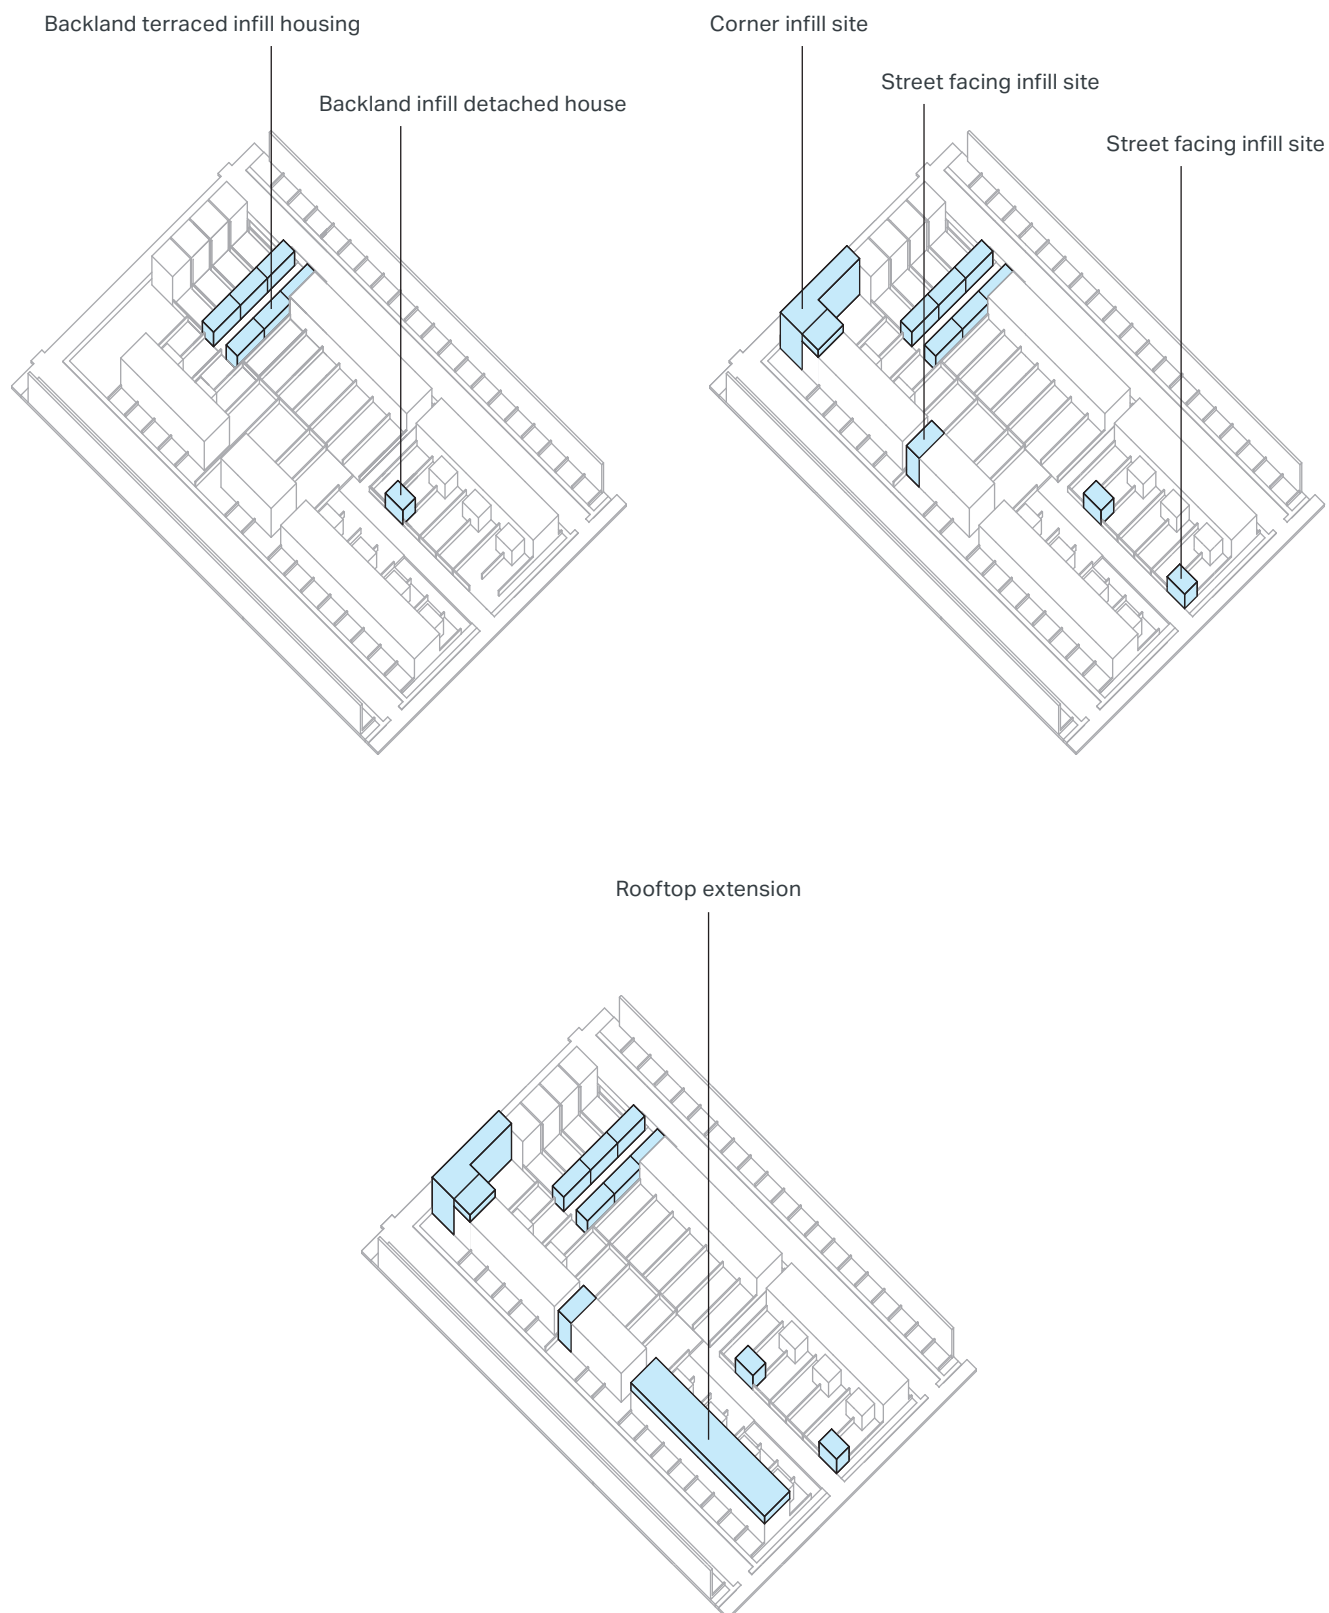 Backland terraced infill housing
Backland infill detached house
Corner infill site
Street facing infill site
Street facing infill site
Rooftop extension